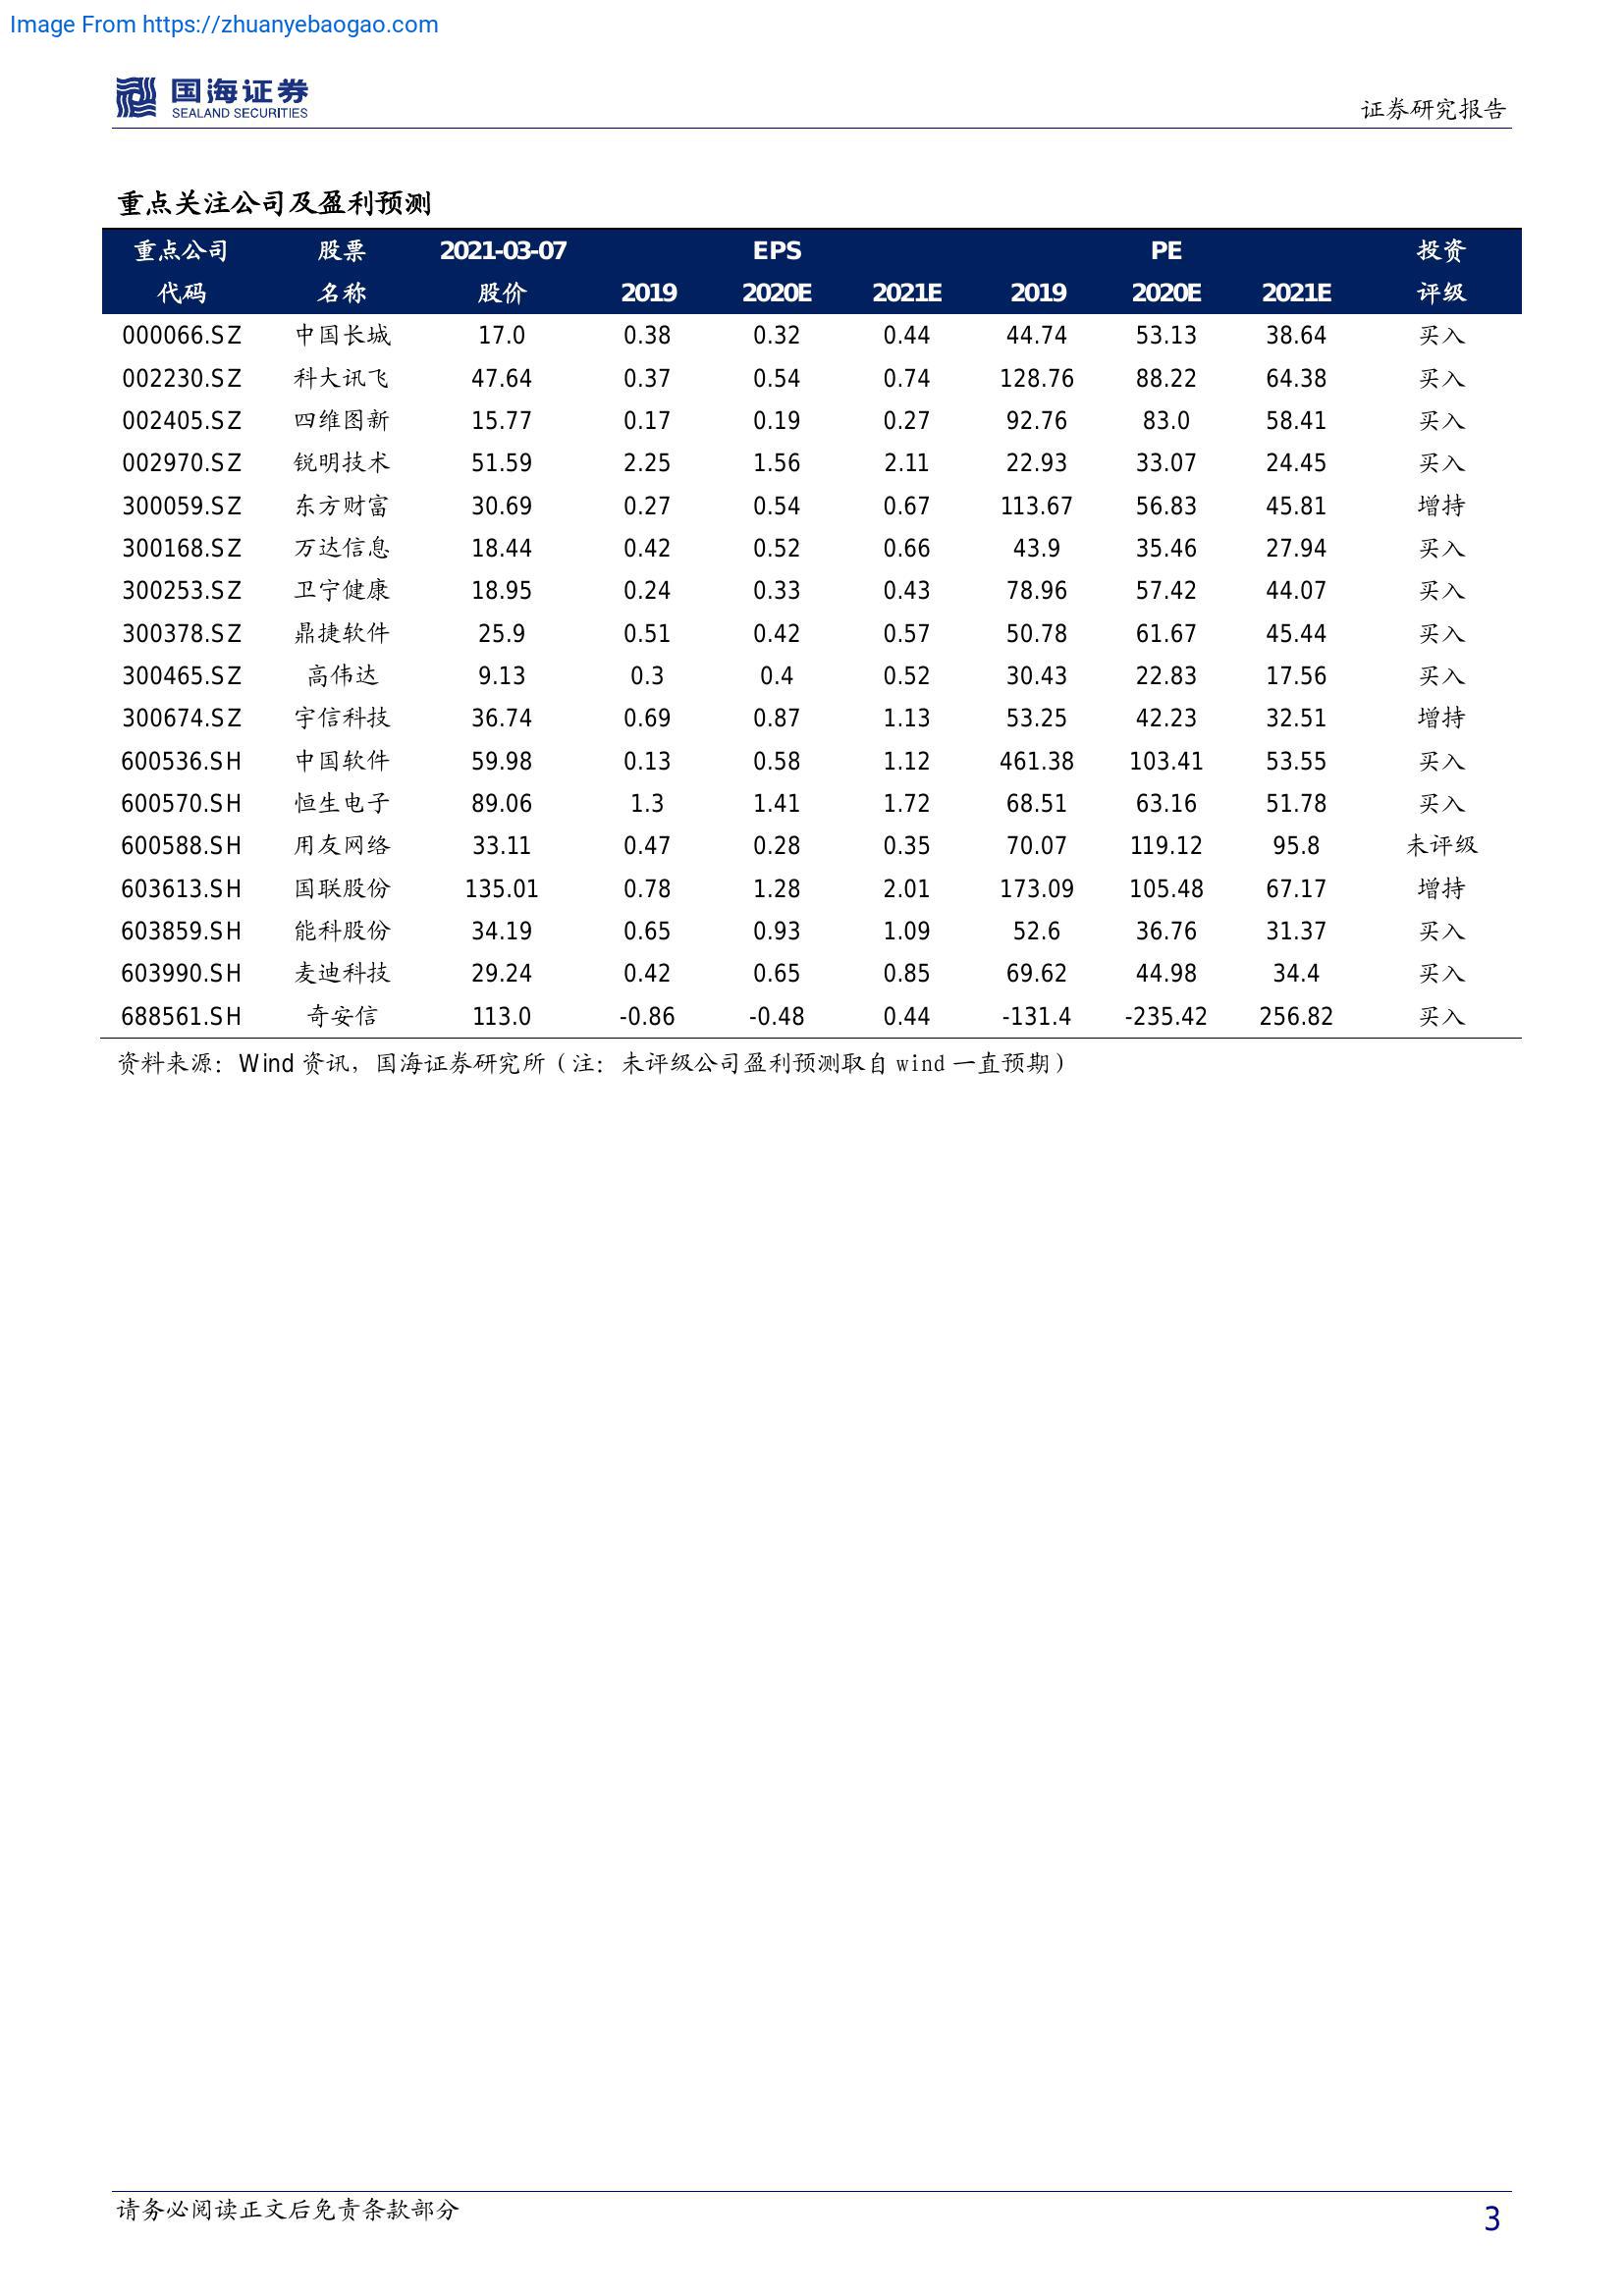 Image From https://zhuanyebaogao.com
国海证券
SEALAND SECURITIES
证券研究报告
重点关注公司及盈利预测
重点公司 股票 2021-03-07 EPS PE 投资
代码 名称 股价 2019 2020E 2021E 2019 2020E 2021E 评级
000066.SZ 中国长城 17.0 0.38 0.32 0.44 44.74 53.13 38.64 买入
002230.SZ 科大讯飞 47.64 0.37 0.54 0.74 128.76 88.22 64.38 买入
002405.SZ 四维图新 15.77 0.17 0.19 0.27 92.76 83.0 58.41 买入
002970.SZ 锐明技术 51.59 2.25 1.56 2.11 22.93 33.07 24.45 买入
300059.SZ 东方财富 30.69 0.27 0.54 0.67 113.67 56.83 45.81 增持
300168.SZ 万达信息 18.44 0.42 0.52 0.66 43.9 35.46 27.94 买入
300253.SZ 卫宁健康 18.95 0.24 0.33 0.43 78.96 57.42 44.07 买入
300378.SZ 鼎捷软件 25.9 0.51 0.42 0.57 50.78 61.67 45.44 买入
300465.SZ 高伟达 9.13 0.3 0.4 0.52 30.43 22.83 17.56 买入
300674.SZ 宇信科技 36.74 0.69 0.87 1.13 53.25 42.23 32.51 增持
600536.SH 中国软件 59.98 0.13 0.58 1.12 461.38 103.41 53.55 买入
600570.SH 恒生电子 89.06 1.3 1.41 1.72 68.51 63.16 51.78 买入
600588.SH 用友网络 33.11 0.47 0.28 0.35 70.07 119.12 95.8 未评级
603613.SH 国联股份 135.01 0.78 1.28 2.01 173.09 105.48 67.17 增持
603859.SH 能科股份 34.19 0.65 0.93 1.09 52.6 36.76 31.37 买入
603990.SH 麦迪科技 29.24 0.42 0.65 0.85 69.62 44.98 34.4 买入
688561.SH 奇安信 113.0 -0.86 -0.48 0.44 -131.4 -235.42 256.82 买入
资料来源：Wind 资讯，国海证券研究所（注：未评级公司盈利预测取自 wind 一直预期）
请务必阅读正文后免责条款部分
3